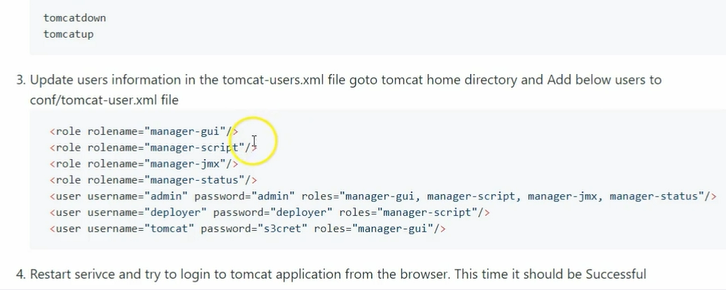 tomcatdown
tomcatup
3. Update users information in the tomcat-users.xml file goto tomcat home directory and Add below users to
conf/tomcat-user.xml file
<role rolename="manager-gui"/>
<role rolename="manager-script"/>
<role rolename="manager-jmx"/>
<role rolename="manager-status"/>
<user username="admin" password="admin" roles="manager-gui, manager-script, manager-jmx, manager-status"/>
<user username="deployer" password="deployer" roles="manager-script"/>
<user username="tomcat" password="s3cret" roles="manager-gui"/>
4. Restart serivce and try to login to tomcat application from the browser. This time it should be Successful